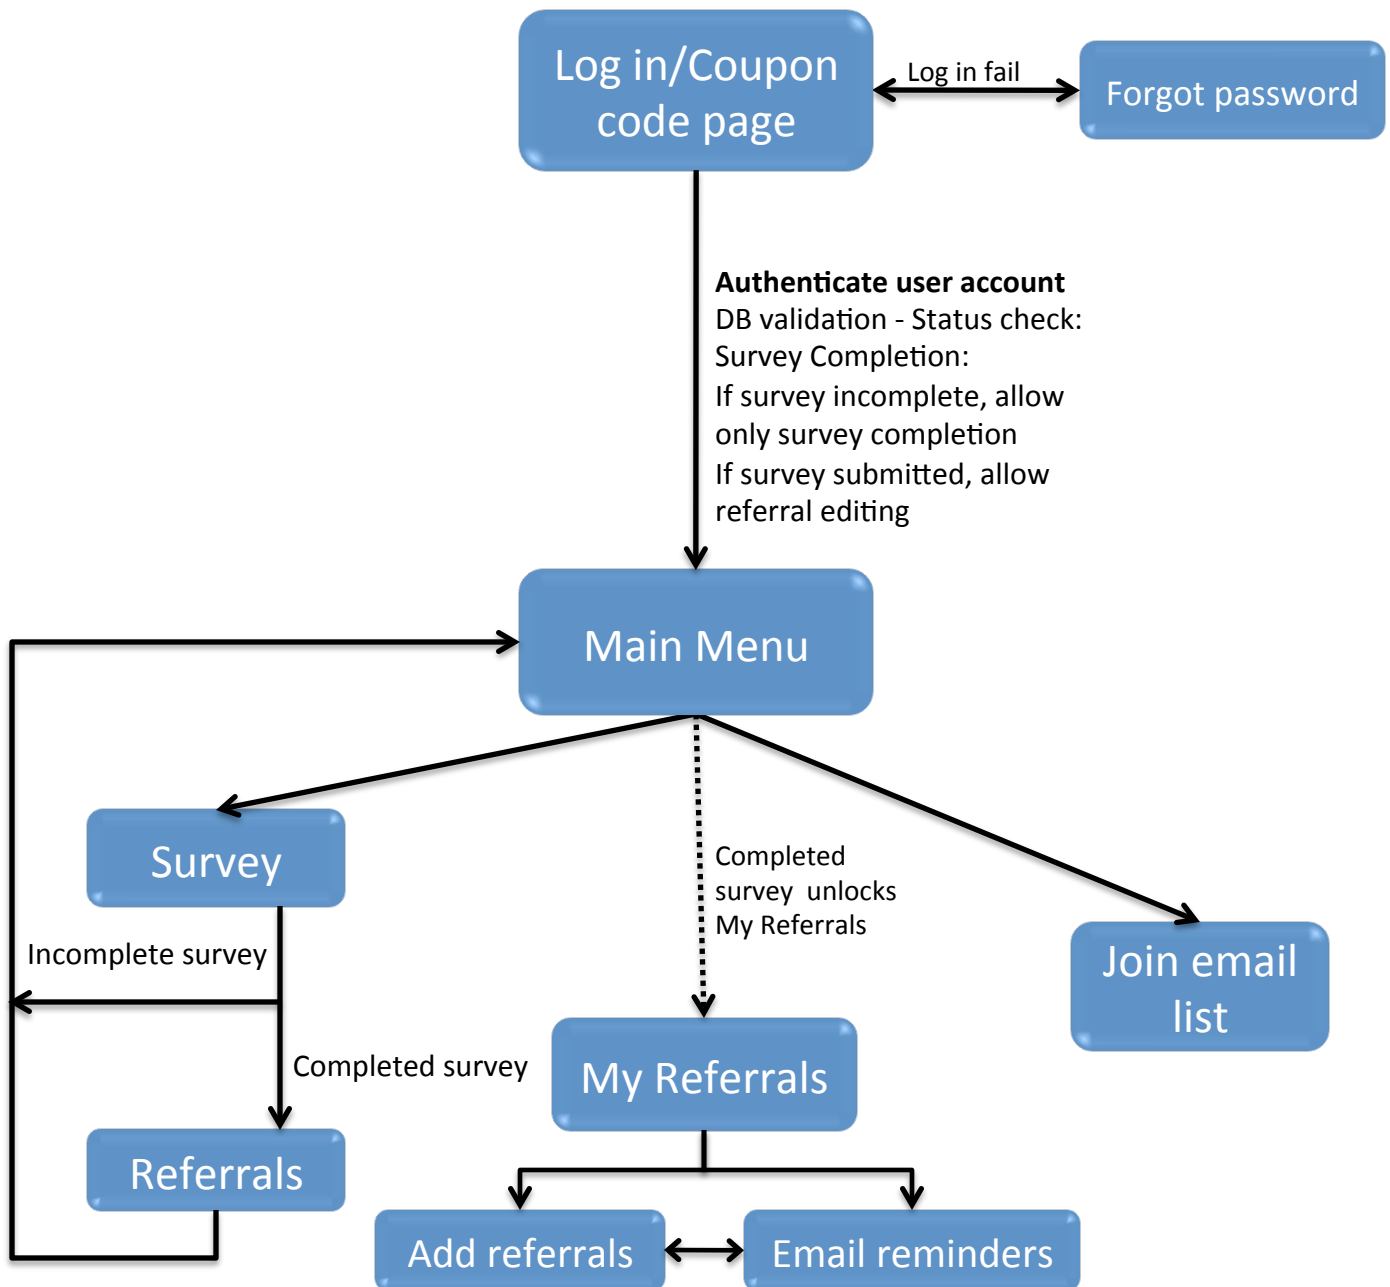 Log in/Coupon
code page
Log in fail
Forgot password
Authenticate user account
DB validation - Status check:
Survey Completion:
If survey incomplete, allow
only survey completion
If survey submitted, allow
referral editing
Main Menu
Survey
Completed
survey unlocks
My Referrals
Incomplete survey
Join email
list
Completed survey
My Referrals
Referrals
Add referrals
Email reminders